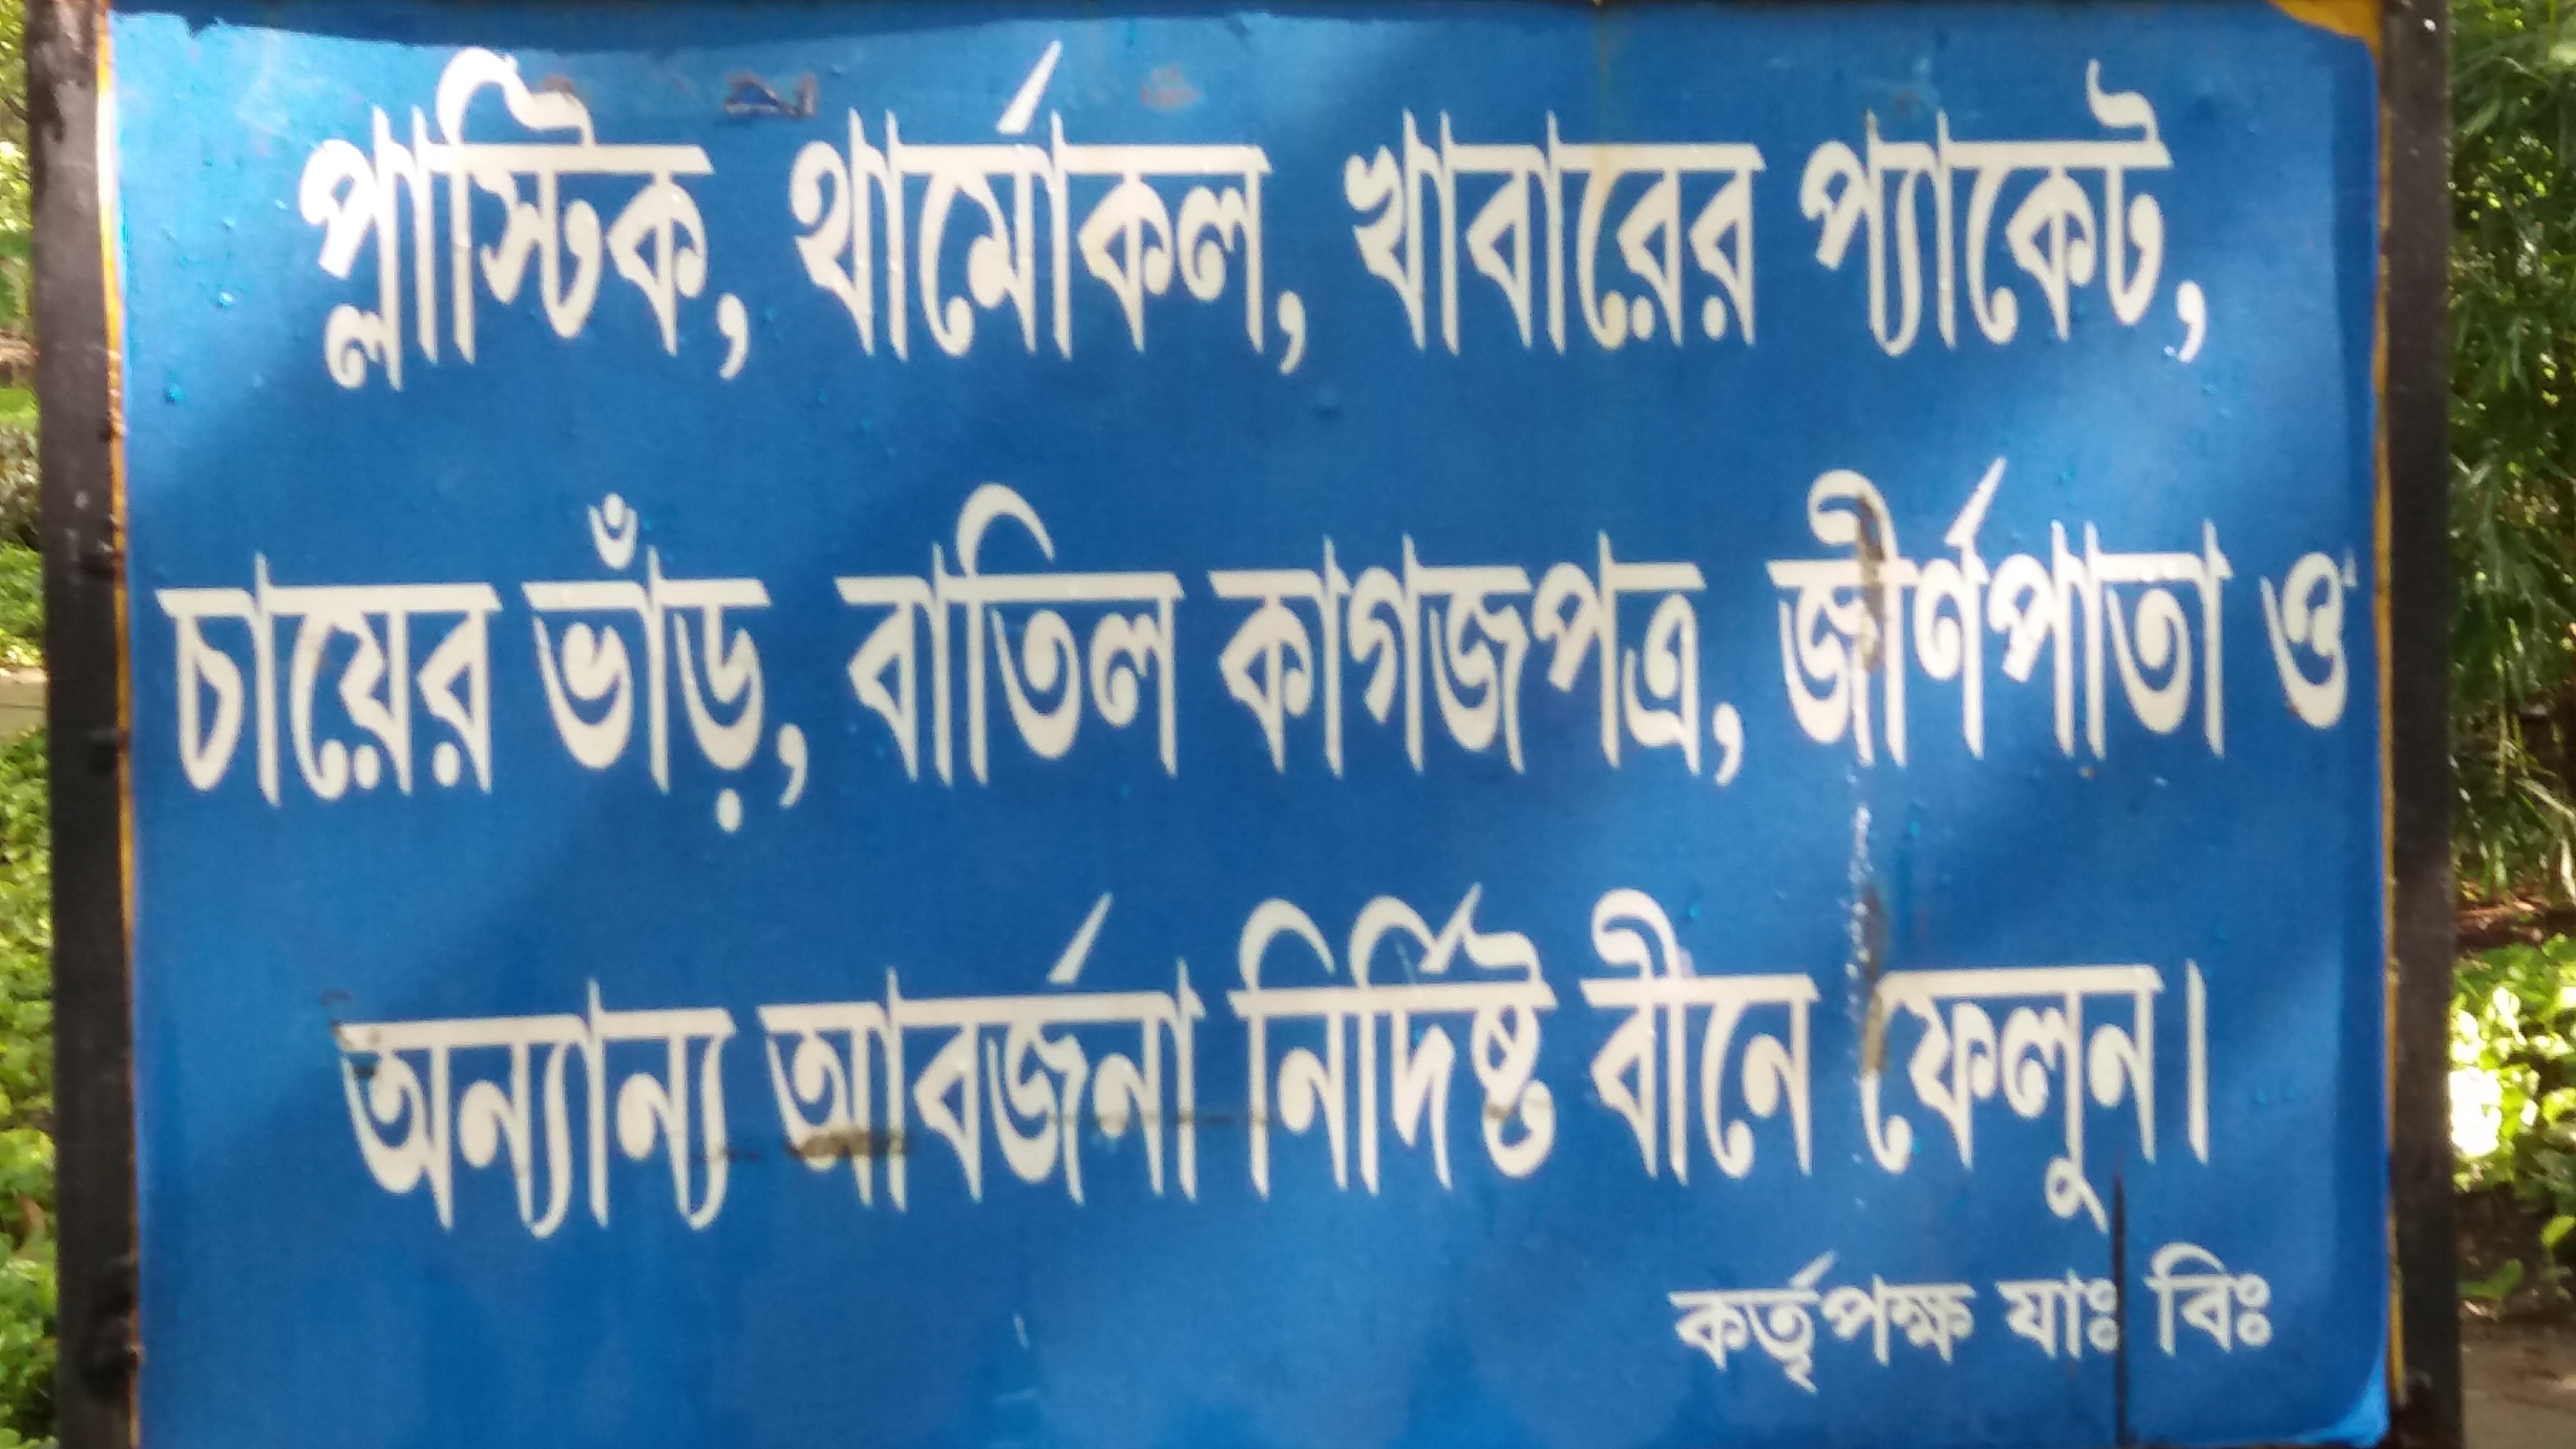 প্লাস্টিক, থার্মোকল, খাবারের প্যাকেট,
চায়ের ভাঁড়, বাতিল কাগজপত্র, জীর্ণপাতা ও
অন্যান্য আবর্জনা নির্দিষ্ট বীনে ফেলুন।
কর্তৃপক্ষ যাঃ বিঃ